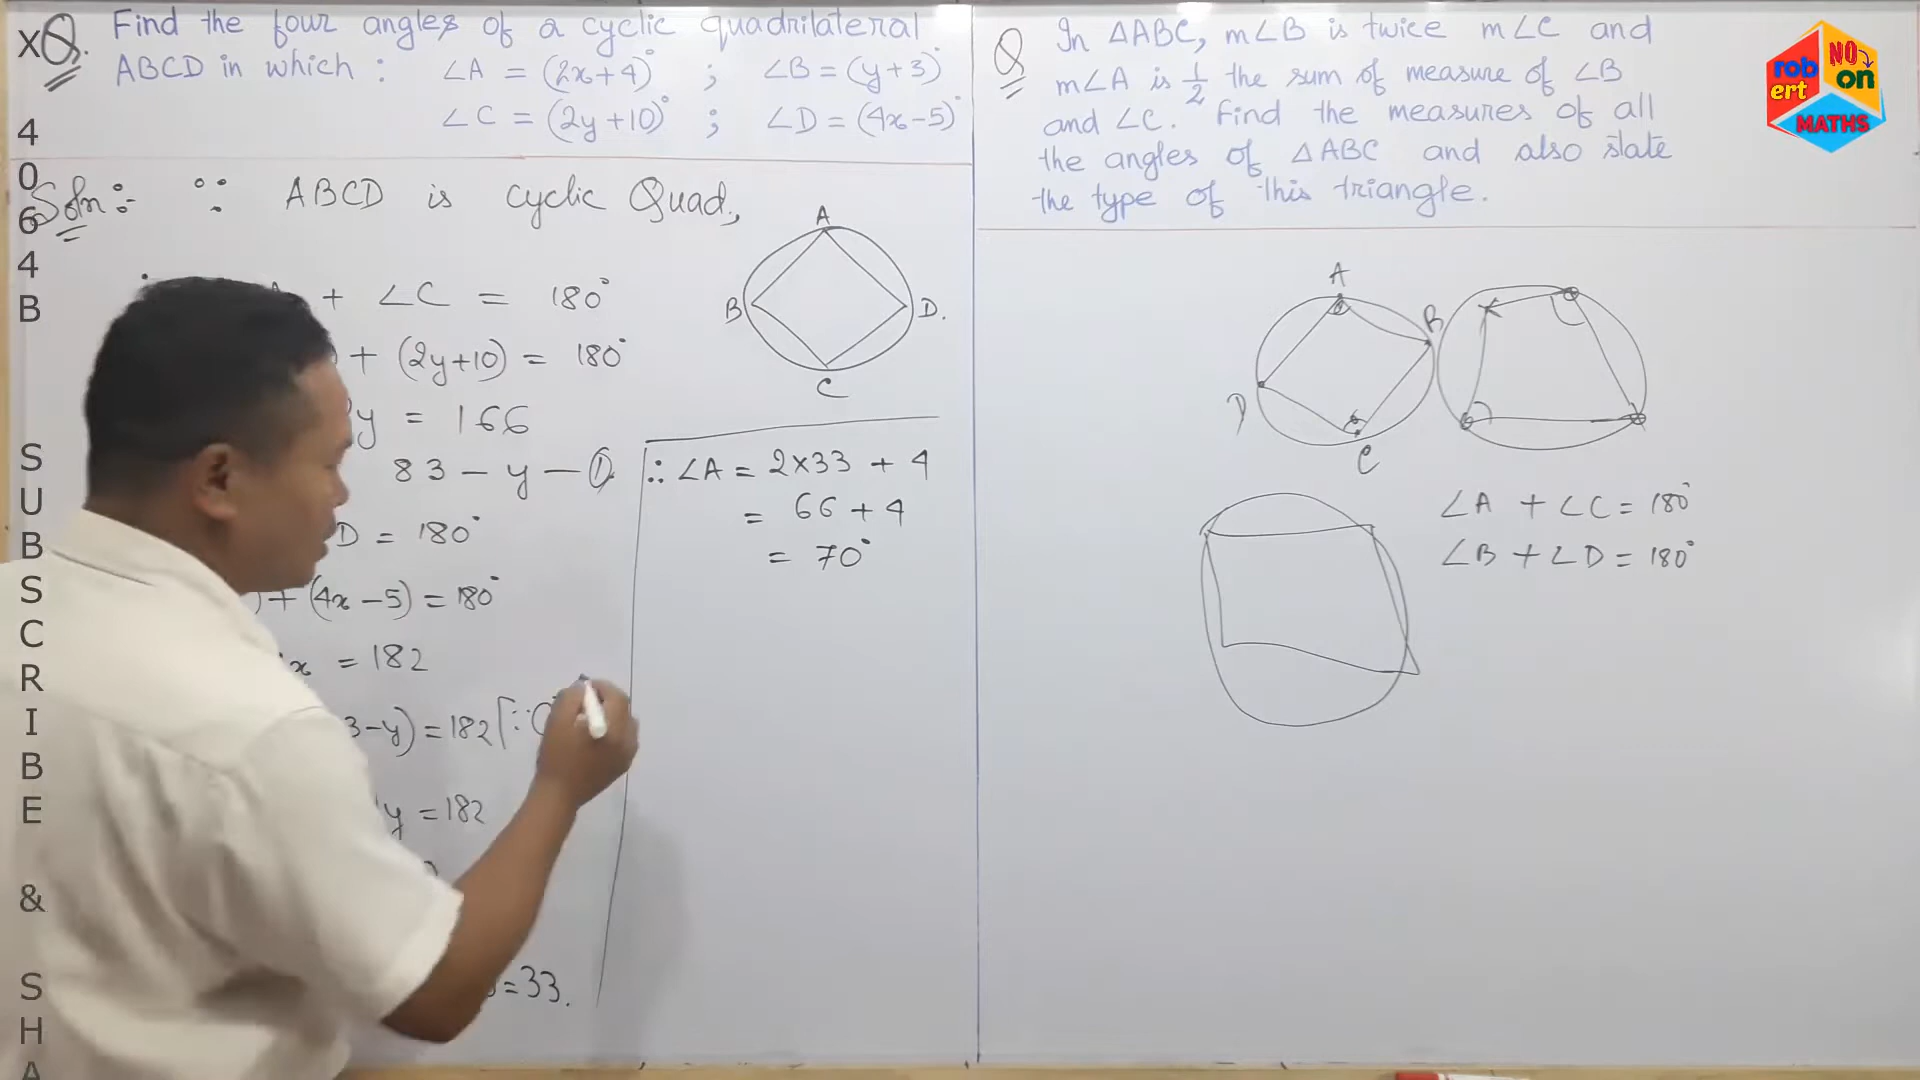 XQ. Find the four angles of a cyclic quadrilateral
ABCD in which : ∠A = (2x+4)° ; ∠B = (y+3)°
∠C = (2y+10)° ; ∠D = (4x-5)°
Soln:- ∵ ABCD is cyclic Quad.,
+ ∠C = 180°
+ (2y+10) = 180°
y = 166
83 - y - ①
D = 180°
) + (4x-5) = 180°
x = 182
3-y) = 182 [∵
y = 182
=33.
A
B
D.
C
∴ ∠A = 2×33 + 4
= 66 + 4
= 70°
Q In ΔABC, m∠B is twice m∠C and
m∠A is 1/2 the sum of measure of ∠B
and ∠C. Find the measures of all
the angles of ΔABC and also state
the type of this triangle.
A
B
D
C
∠A + ∠C = 180°
∠B + ∠D = 180°
rob
ert
NO
on
MATHS
4
0
6
4
B
S
U
B
S
C
R
I
B
E
&
S
H
A